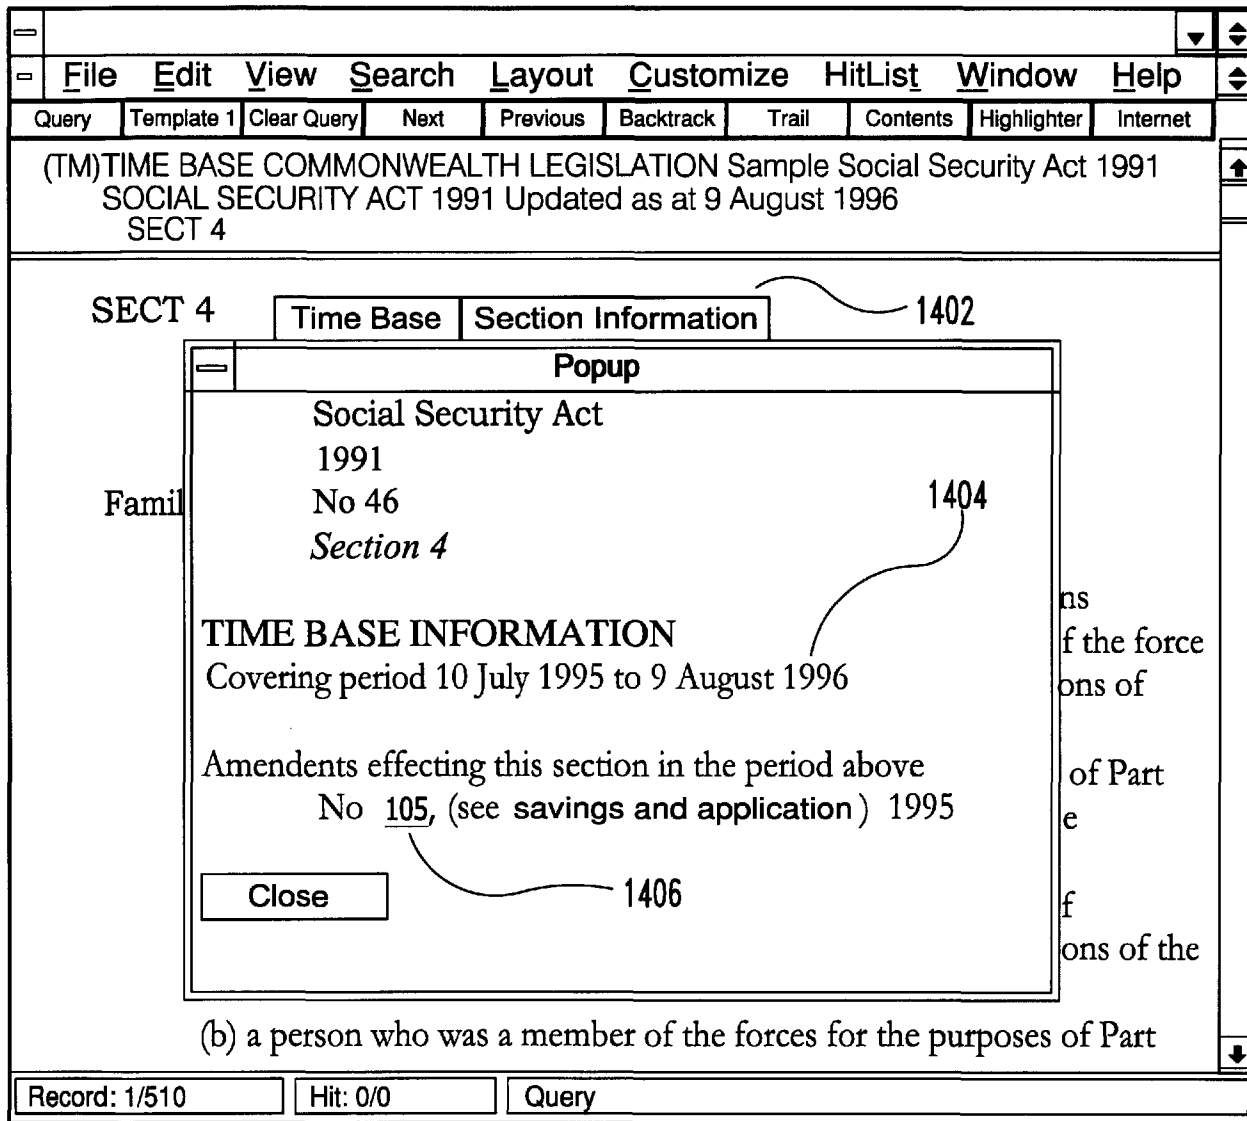 File Edit View Search Layout Customize HitList Window Help
Query Template 1 Clear Query Next Previous Backtrack Trail Contents Highlighter Internet
(TM)TIME BASE COMMONWEALTH LEGISLATION Sample Social Security Act 1991
SOCIAL SECURITY ACT 1991 Updated as at 9 August 1996
SECT 4
SECT 4 Time Base Section Information 1402
Popup
Social Security Act
1991
Famil No 46 1404
Section 4
ns
TIME BASE INFORMATION f the force
Covering period 10 July 1995 to 9 August 1996 ons of
Amendents effecting this section in the period above of Part
No 105, (see savings and application) 1995 e
Close 1406 f
ons of the
(b) a person who was a member of the forces for the purposes of Part
Record: 1/510 Hit: 0/0 Query